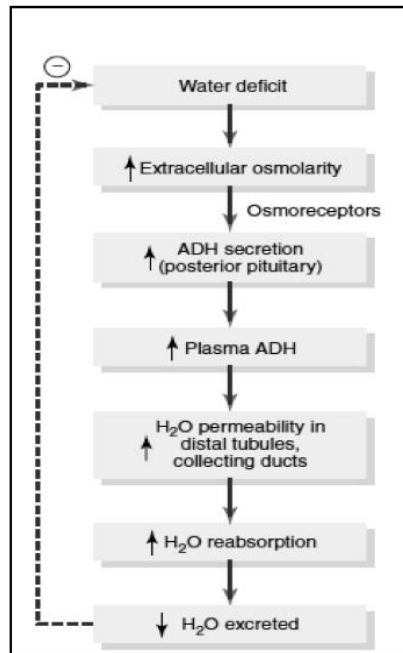 −
Water deficit
↑ Extracellular osmolarity
Osmoreceptors
↑ ADH secretion
(posterior pituitary)
↑ Plasma ADH
H₂O permeability in
↑ distal tubules,
collecting ducts
↑ H₂O reabsorption
↓ H₂O excreted